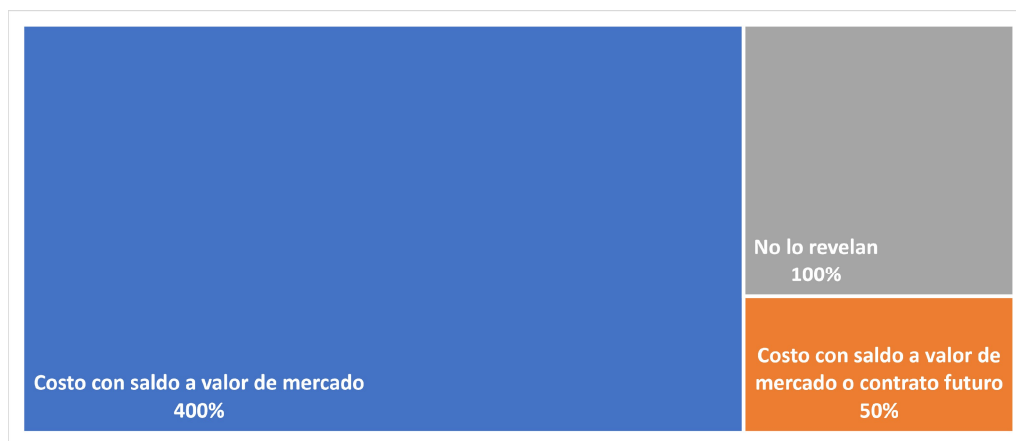 Costo con saldo a valor de mercado
400%
No lo revelan
100%
Costo con saldo a valor de
mercado o contrato futuro
50%